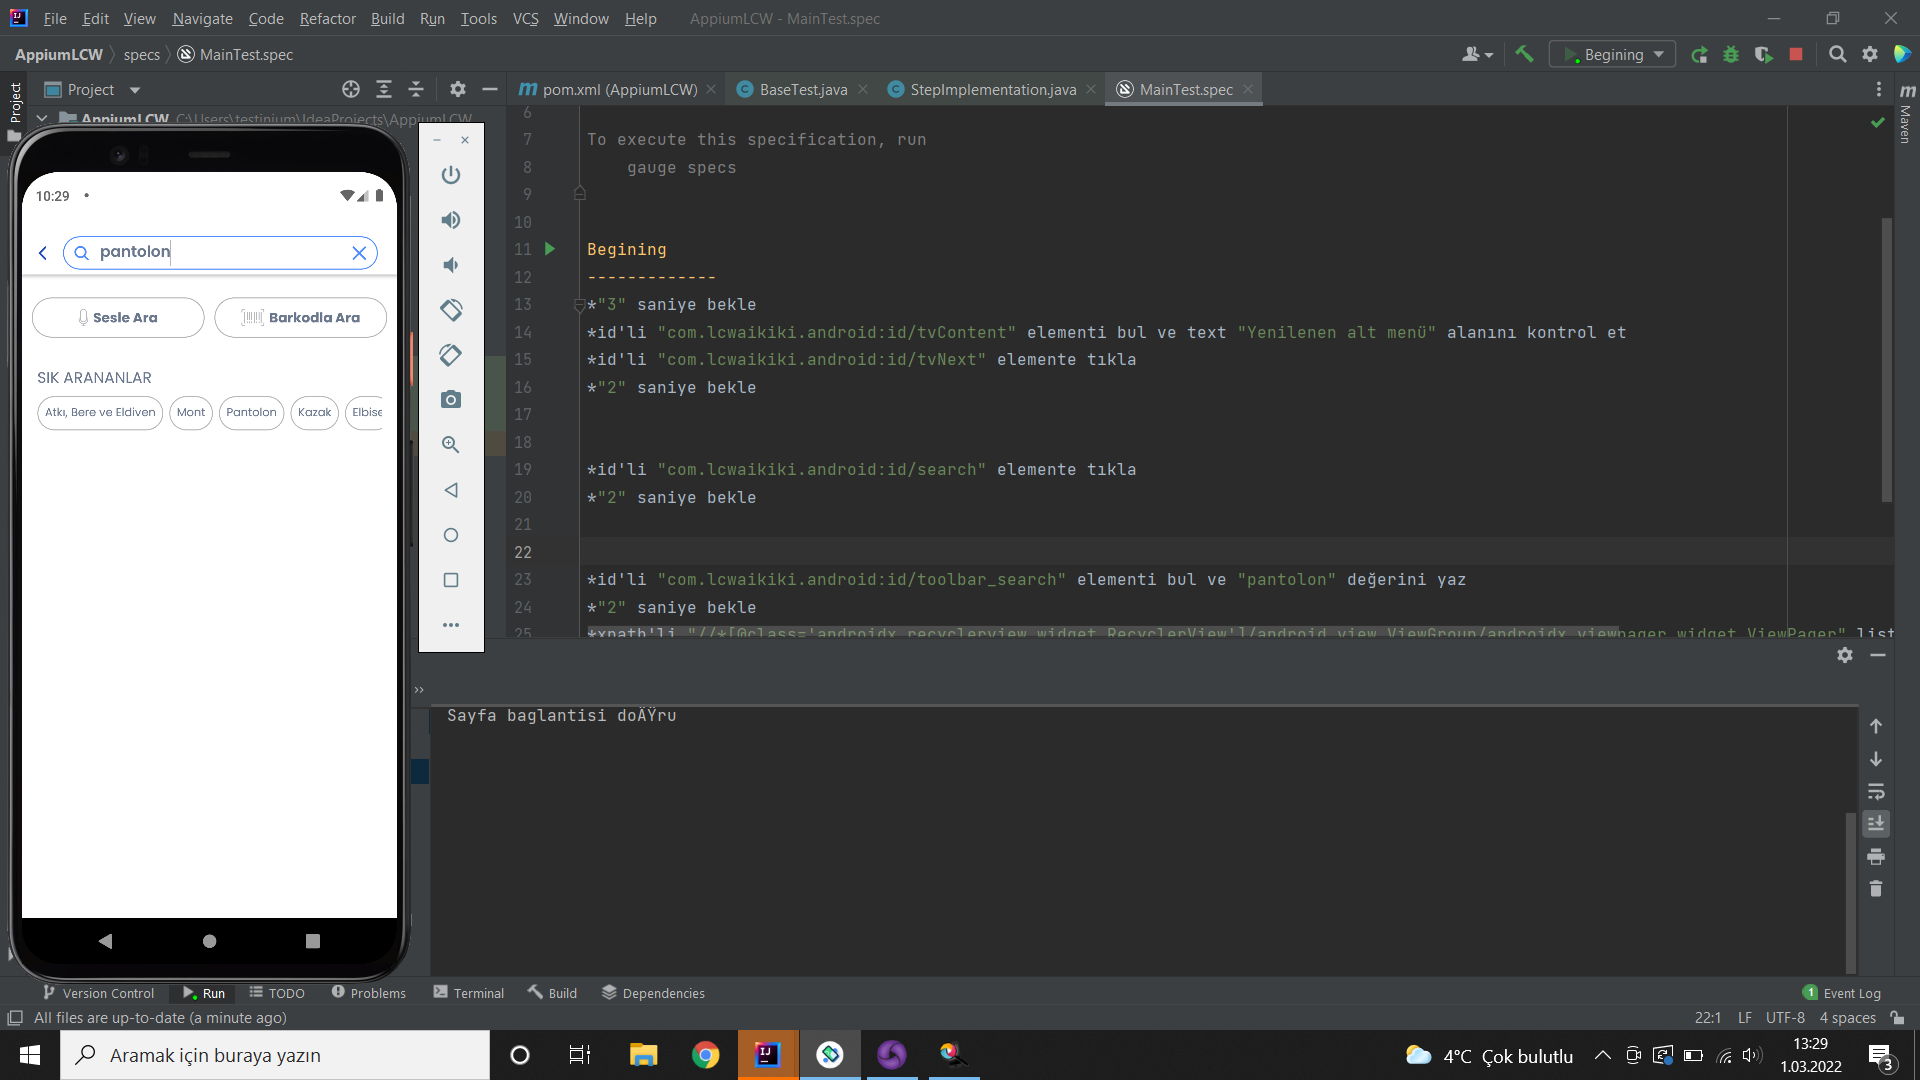 File Edit View Navigate Code Refactor Build Run Tools VCS Window Help AppiumLCW - MainTest.spec
AppiumLCW specs MainTest.spec
Begining
Project
Project
pom.xml (AppiumLCW) BaseTest.java StepImplementation.java MainTest.spec
Maven
AppiumLCW C:\Users\testinium\IdeaProjects\AppiumLCW
10:29
pantolon
Sesle Ara
Barkodla Ara
SIK ARANANLAR
Atkı, Bere ve Eldiven Mont Pantolon Kazak Elbise
6
7 To execute this specification, run
8 gauge specs
9
10
11 Begining
12 -------------
13 *"3" saniye bekle
14 *id'li "com.lcwaikiki.android:id/tvContent" elementi bul ve text "Yenilenen alt menü" alanını kontrol et
15 *id'li "com.lcwaikiki.android:id/tvNext" elemente tıkla
16 *"2" saniye bekle
17
18
19 *id'li "com.lcwaikiki.android:id/search" elemente tıkla
20 *"2" saniye bekle
21
22
23 *id'li "com.lcwaikiki.android:id/toolbar_search" elementi bul ve "pantolon" değerini yaz
24 *"2" saniye bekle
25 *xpath'li "//*[@class='androidx.recyclerview.widget.RecyclerView']/android.view.ViewGroup/androidx.viewpager.widget.ViewPager" list
Sayfa baglantisi doÄŸru
Version Control Run TODO Problems Terminal Build Dependencies
1 Event Log
All files are up-to-date (a minute ago)
22:1 LF UTF-8 4 spaces
Aramak için buraya yazın
4°C Çok bulutlu
13:29
1.03.2022
3